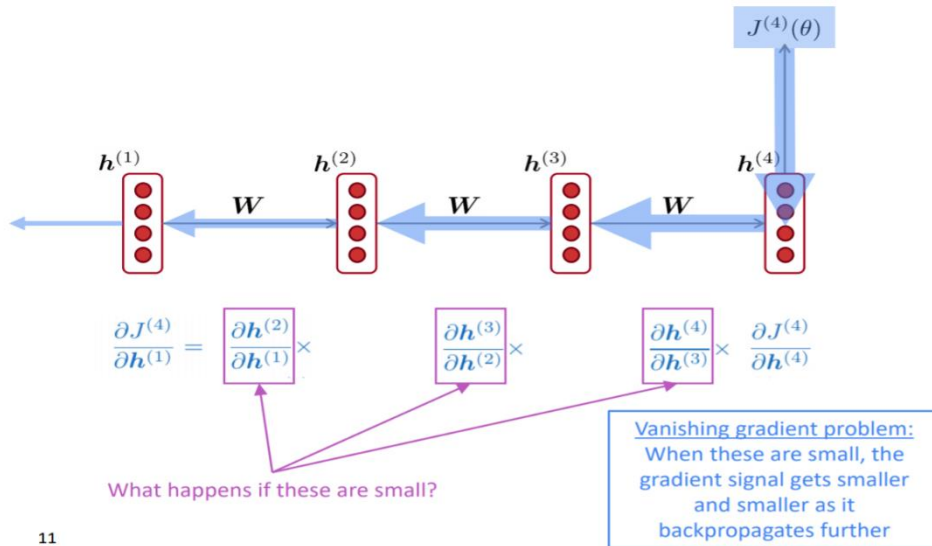 J^{(4)}(θ)
h^{(1)} h^{(2)} h^{(3)} h^{(4)}
W W W
∂J^{(4)}/∂h^{(1)} = ∂h^{(2)}/∂h^{(1)} × ∂h^{(3)}/∂h^{(2)} × ∂h^{(4)}/∂h^{(3)} × ∂J^{(4)}/∂h^{(4)}
What happens if these are small?
Vanishing gradient problem:
When these are small, the
gradient signal gets smaller
and smaller as it
backpropagates further
11